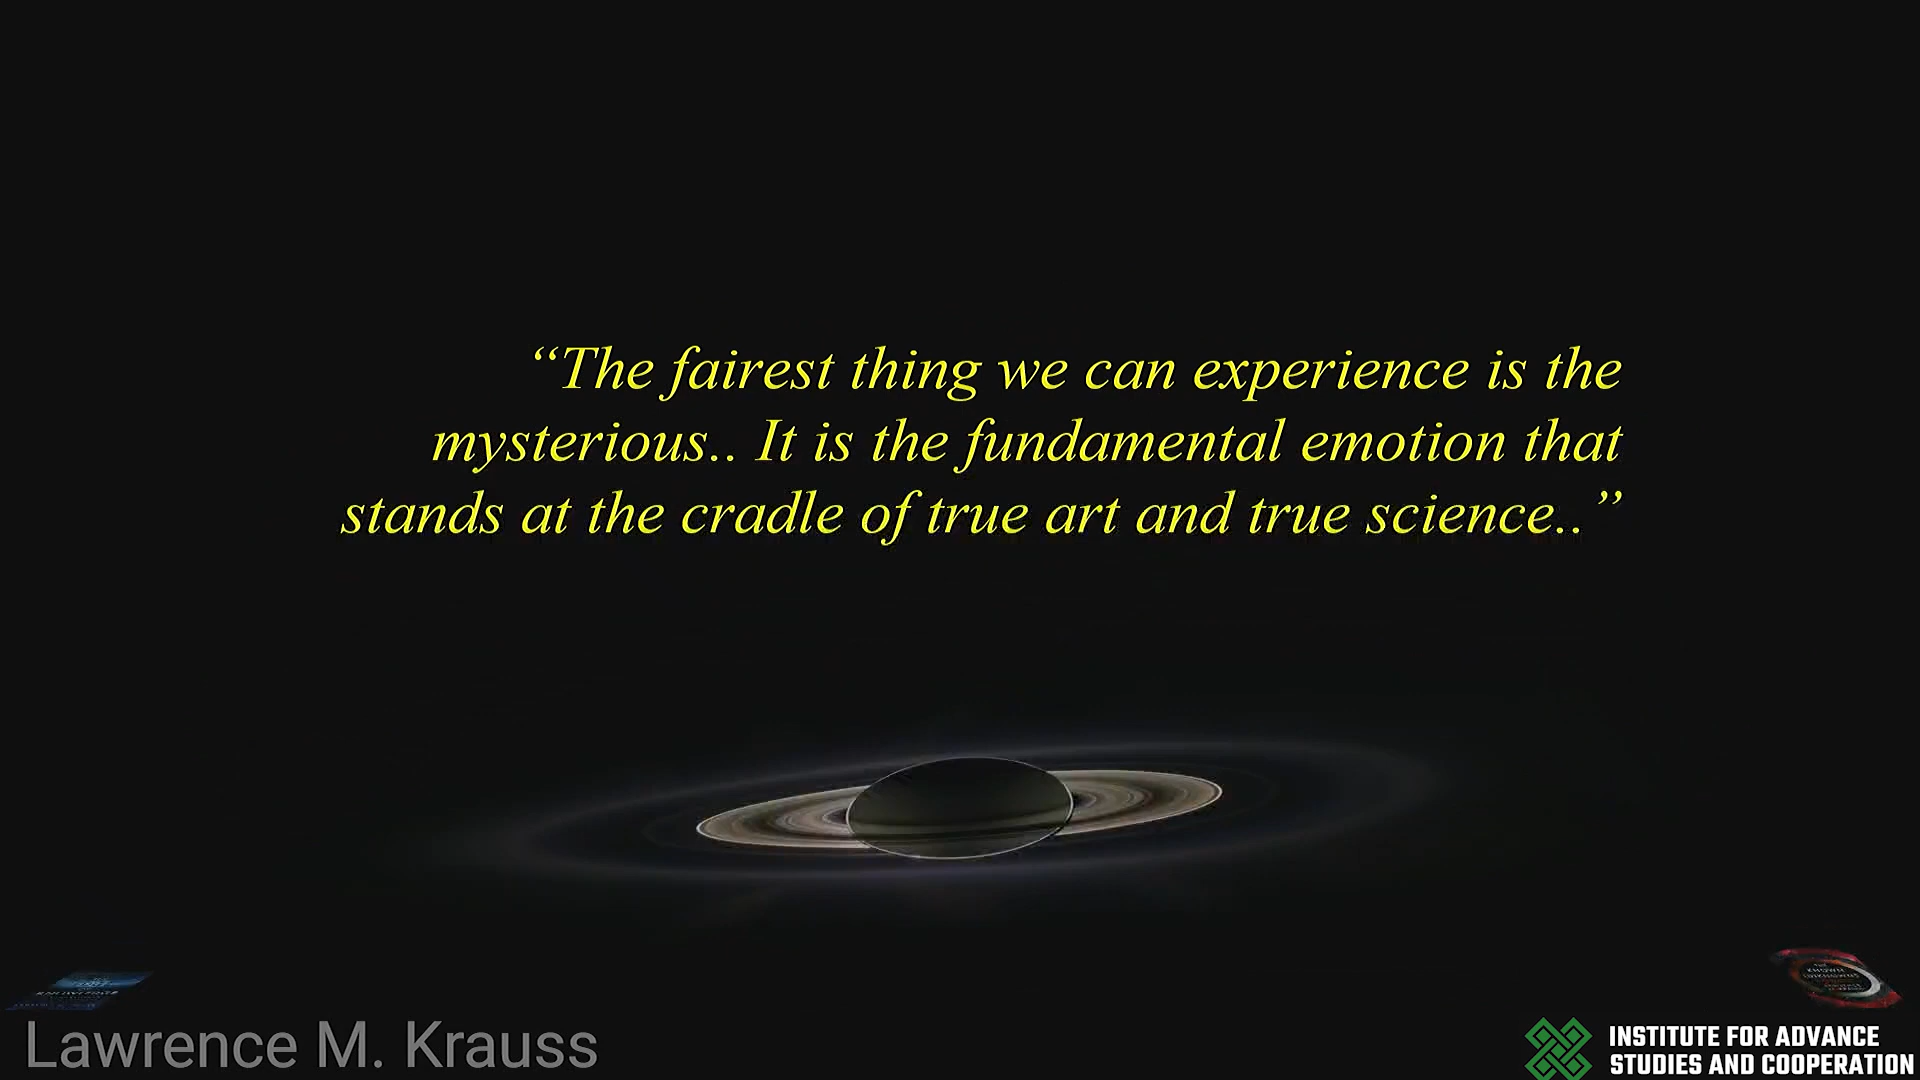 “The fairest thing we can experience is the
mysterious.. It is the fundamental emotion that
stands at the cradle of true art and true science..”
Lawrence M. Krauss
INSTITUTE FOR ADVANCE
STUDIES AND COOPERATION